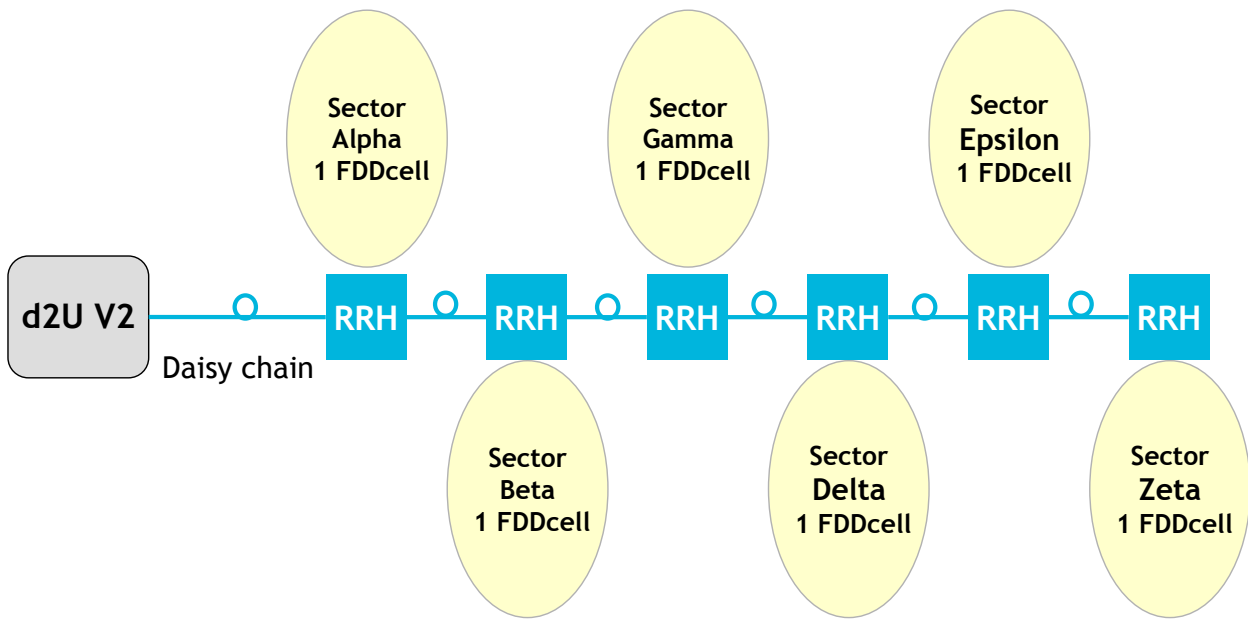 Sector
Alpha
1 FDDcell
Sector
Gamma
1 FDDcell
Sector
Epsilon
1 FDDcell
d2U V2
RRH
RRH
RRH
RRH
RRH
RRH
Daisy chain
Sector
Beta
1 FDDcell
Sector
Delta
1 FDDcell
Sector
Zeta
1 FDDcell